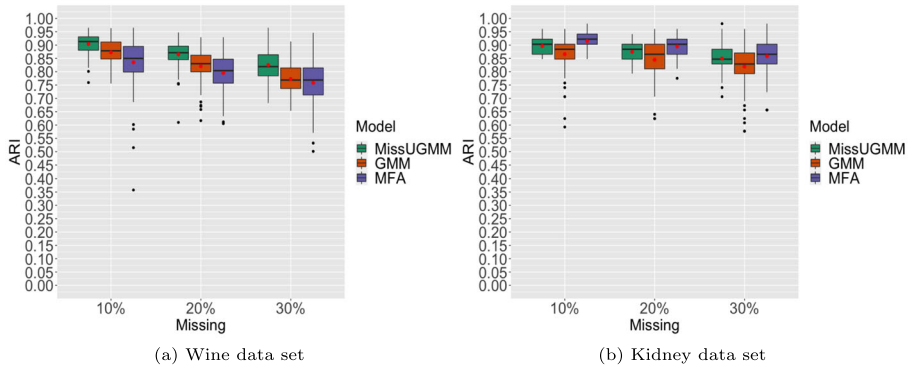 1.00
0.95
0.90
0.85
0.80
0.75
0.70
0.65
0.60
0.55
0.50
0.45
0.40
0.35
0.30
0.25
0.20
0.15
0.10
0.05
0.00
ARI
10% 20% 30%
Missing
Model
MissUGMM
GMM
MFA
(a) Wine data set
1.00
0.95
0.90
0.85
0.80
0.75
0.70
0.65
0.60
0.55
0.50
0.45
0.40
0.35
0.30
0.25
0.20
0.15
0.10
0.05
0.00
ARI
10% 20% 30%
Missing
Model
MissUGMM
GMM
MFA
(b) Kidney data set